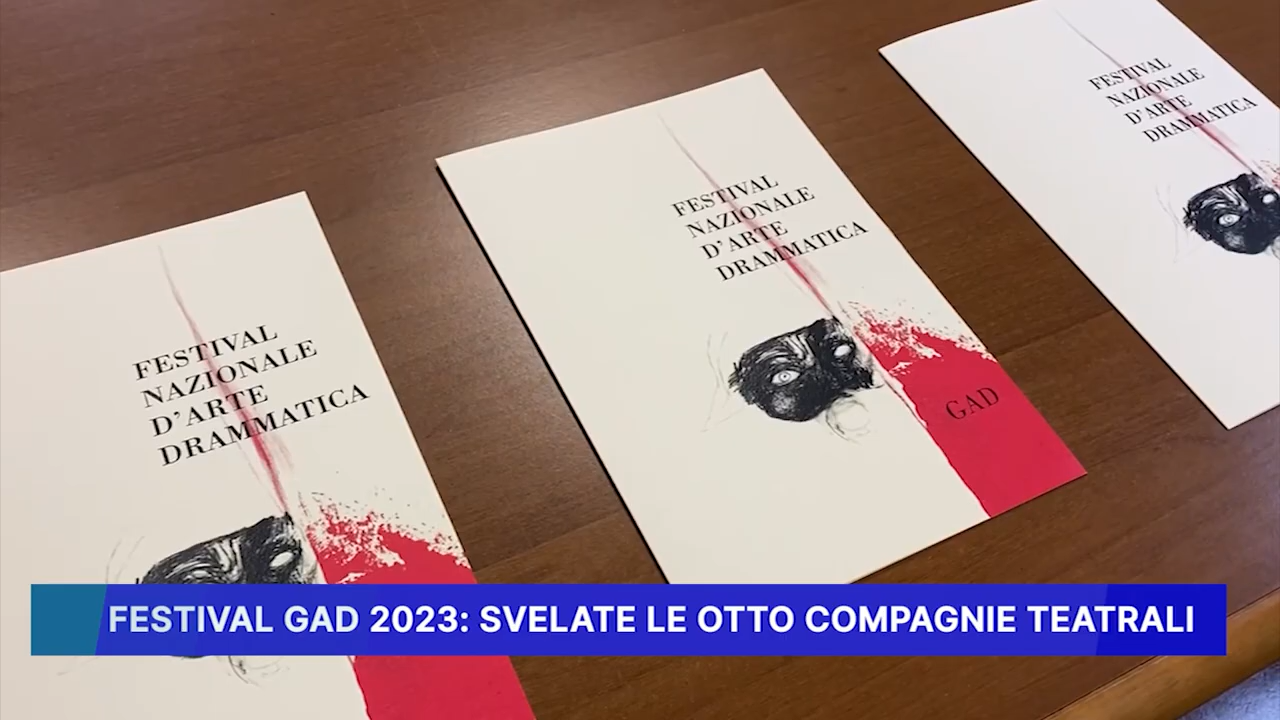 FESTIVAL
NAZIONALE
D'ARTE
DRAMMATICA
FESTIVAL
NAZIONALE
D'ARTE
DRAMMATICA
GAD
FESTIVAL
NAZIONALE
D'ARTE
DRAMMATICA
FESTIVAL GAD 2023: SVELATE LE OTTO COMPAGNIE TEATRALI